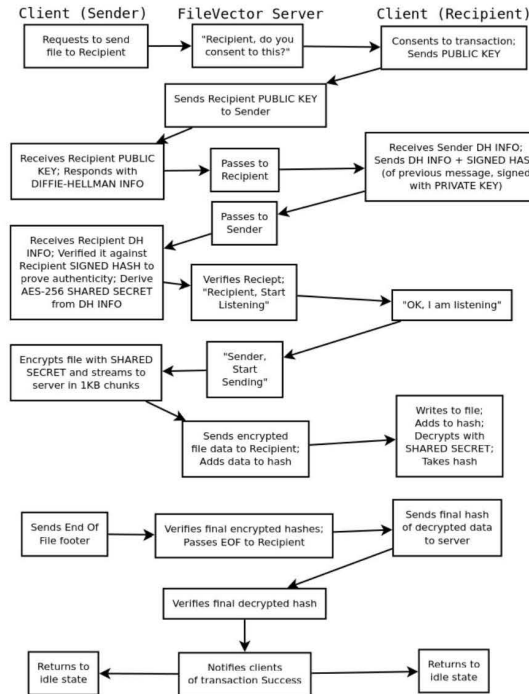 Client (Sender)
FileVector Server
Client (Recipient)
Requests to send
file to Recipient
"Recipient, do you
consent to this?"
Consents to transaction;
Sends PUBLIC KEY
Sends Recipient PUBLIC KEY
to Sender
Receives Recipient PUBLIC
KEY; Responds with
DIFFIE-HELLMAN INFO
Passes to
Recipient
Receives Sender DH INFO;
Sends DH INFO + SIGNED HAS
(of previous message, signed
with PRIVATE KEY)
Passes to
Sender
Receives Recipient DH
INFO; Verified it against
Recipient SIGNED HASH to
prove authenticity; Derive
AES-256 SHARED SECRET
from DH INFO
Verifies Reciept;
"Recipient, Start
Listening"
"OK, I am listening"
"Sender,
Start
Sending"
Encrypts file with SHARED
SECRET and streams to
server in 1KB chunks
Sends encrypted
file data to Recipient;
Adds data to hash
Writes to file;
Adds to hash;
Decrypts with
SHARED SECRET;
Takes hash
Sends End Of
File footer
Verifies final encrypted hashes;
Passes EOF to Recipient
Sends final hash
of decrypted data
to server
Verifies final decrypted hash
Notifies clients
of transaction Success
Returns to
idle state
Returns to
idle state